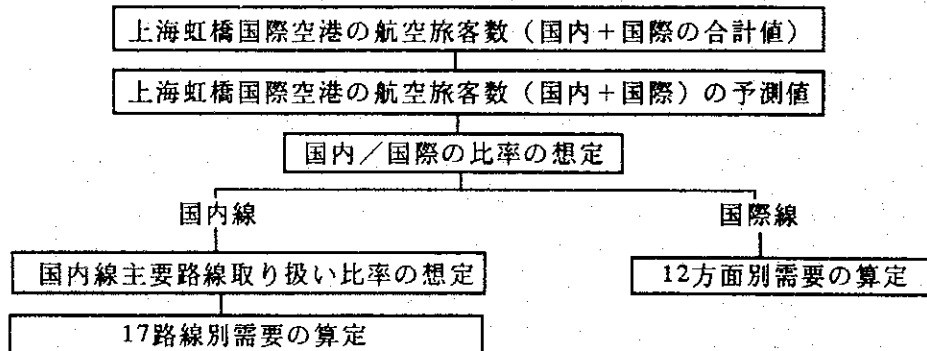 上海虹橋国際空港の航空旅客数（国内＋国際の合計値）
上海虹橋国際空港の航空旅客数（国内＋国際）の予測値
国内／国際の比率の想定
国内線
国際線
国内線主要路線取り扱い比率の想定
12方面別需要の算定
17路線別需要の算定